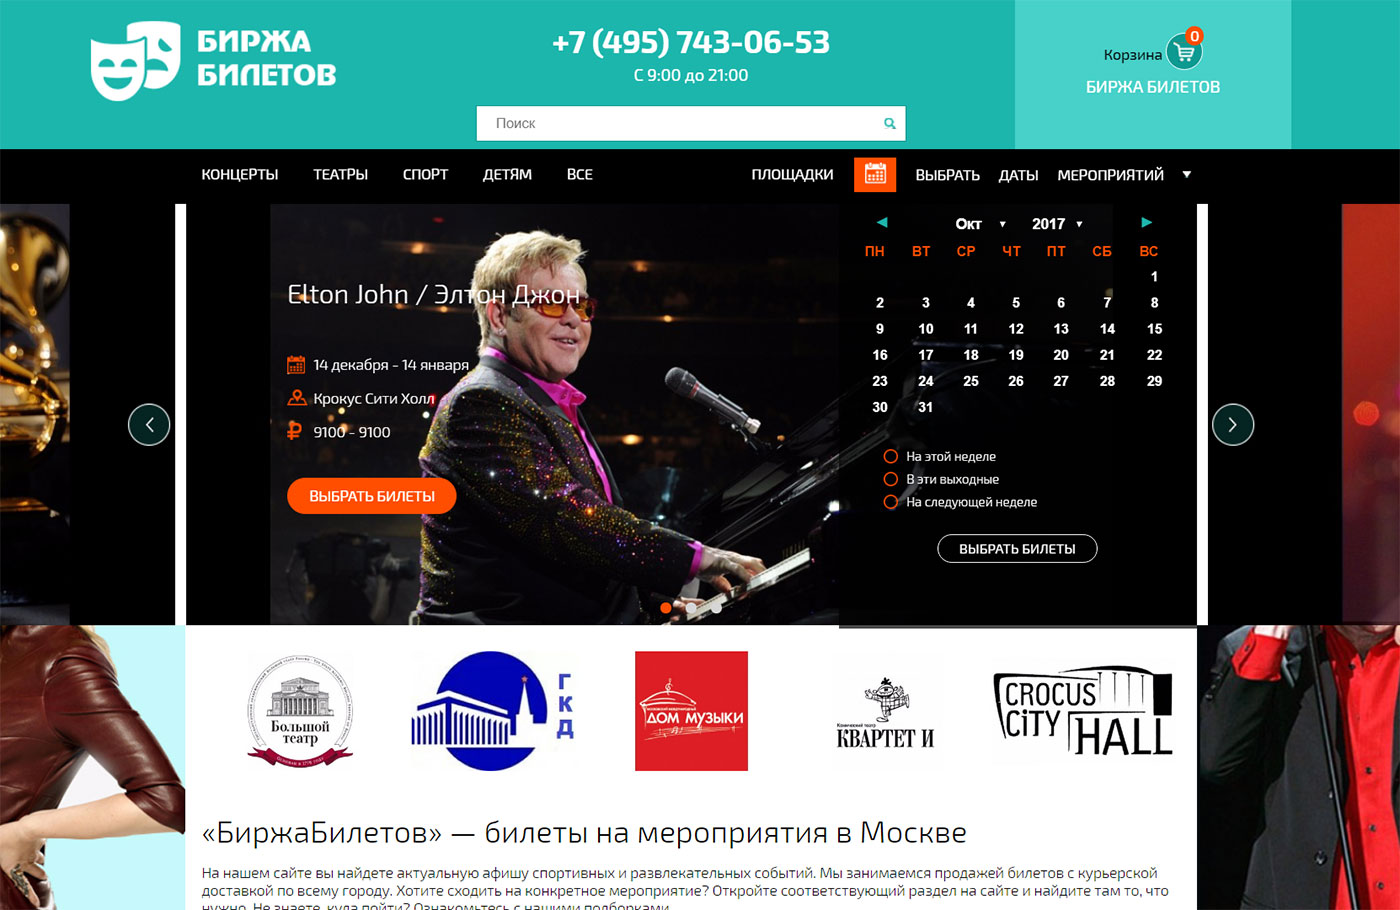 БИРЖА
БИЛЕТОВ
+7 (495) 743-06-53
С 9:00 до 21:00
Поиск
Корзина 0
БИРЖА БИЛЕТОВ
КОНЦЕРТЫ ТЕАТРЫ СПОРТ ДЕТЯМ ВСЕ ПЛОЩАДКИ ВЫБРАТЬ ДАТЫ МЕРОПРИЯТИЙ
Elton John / Элтон Джон
14 декабря - 14 января
Крокус Сити Холл
9100 - 9100
ВЫБРАТЬ БИЛЕТЫ
Окт 2017
ПН ВТ СР ЧТ ПТ СБ ВС
1
2 3 4 5 6 7 8
9 10 11 12 13 14 15
16 17 18 19 20 21 22
23 24 25 26 27 28 29
30 31
На этой неделе
В эти выходные
На следующей неделе
ВЫБРАТЬ БИЛЕТЫ
Большой
театр
Основан в 1776 году
ГКД
МОСКОВСКИЙ МЕЖДУНАРОДНЫЙ
ДОМ МУЗЫКИ
Комический театр
КВАРТЕТ И
CROCUS
CiTY
HALL
«БиржаБилетов» — билеты на мероприятия в Москве
На нашем сайте вы найдете актуальную афишу спортивных и развлекательных событий. Мы занимаемся продажей билетов с курьерской
доставкой по всему городу. Хотите сходить на конкретное мероприятие? Откройте соответствующий раздел на сайте и найдите там то, что
нужно. Не знаете, куда пойти? Ознакомьтесь с нашими подборками